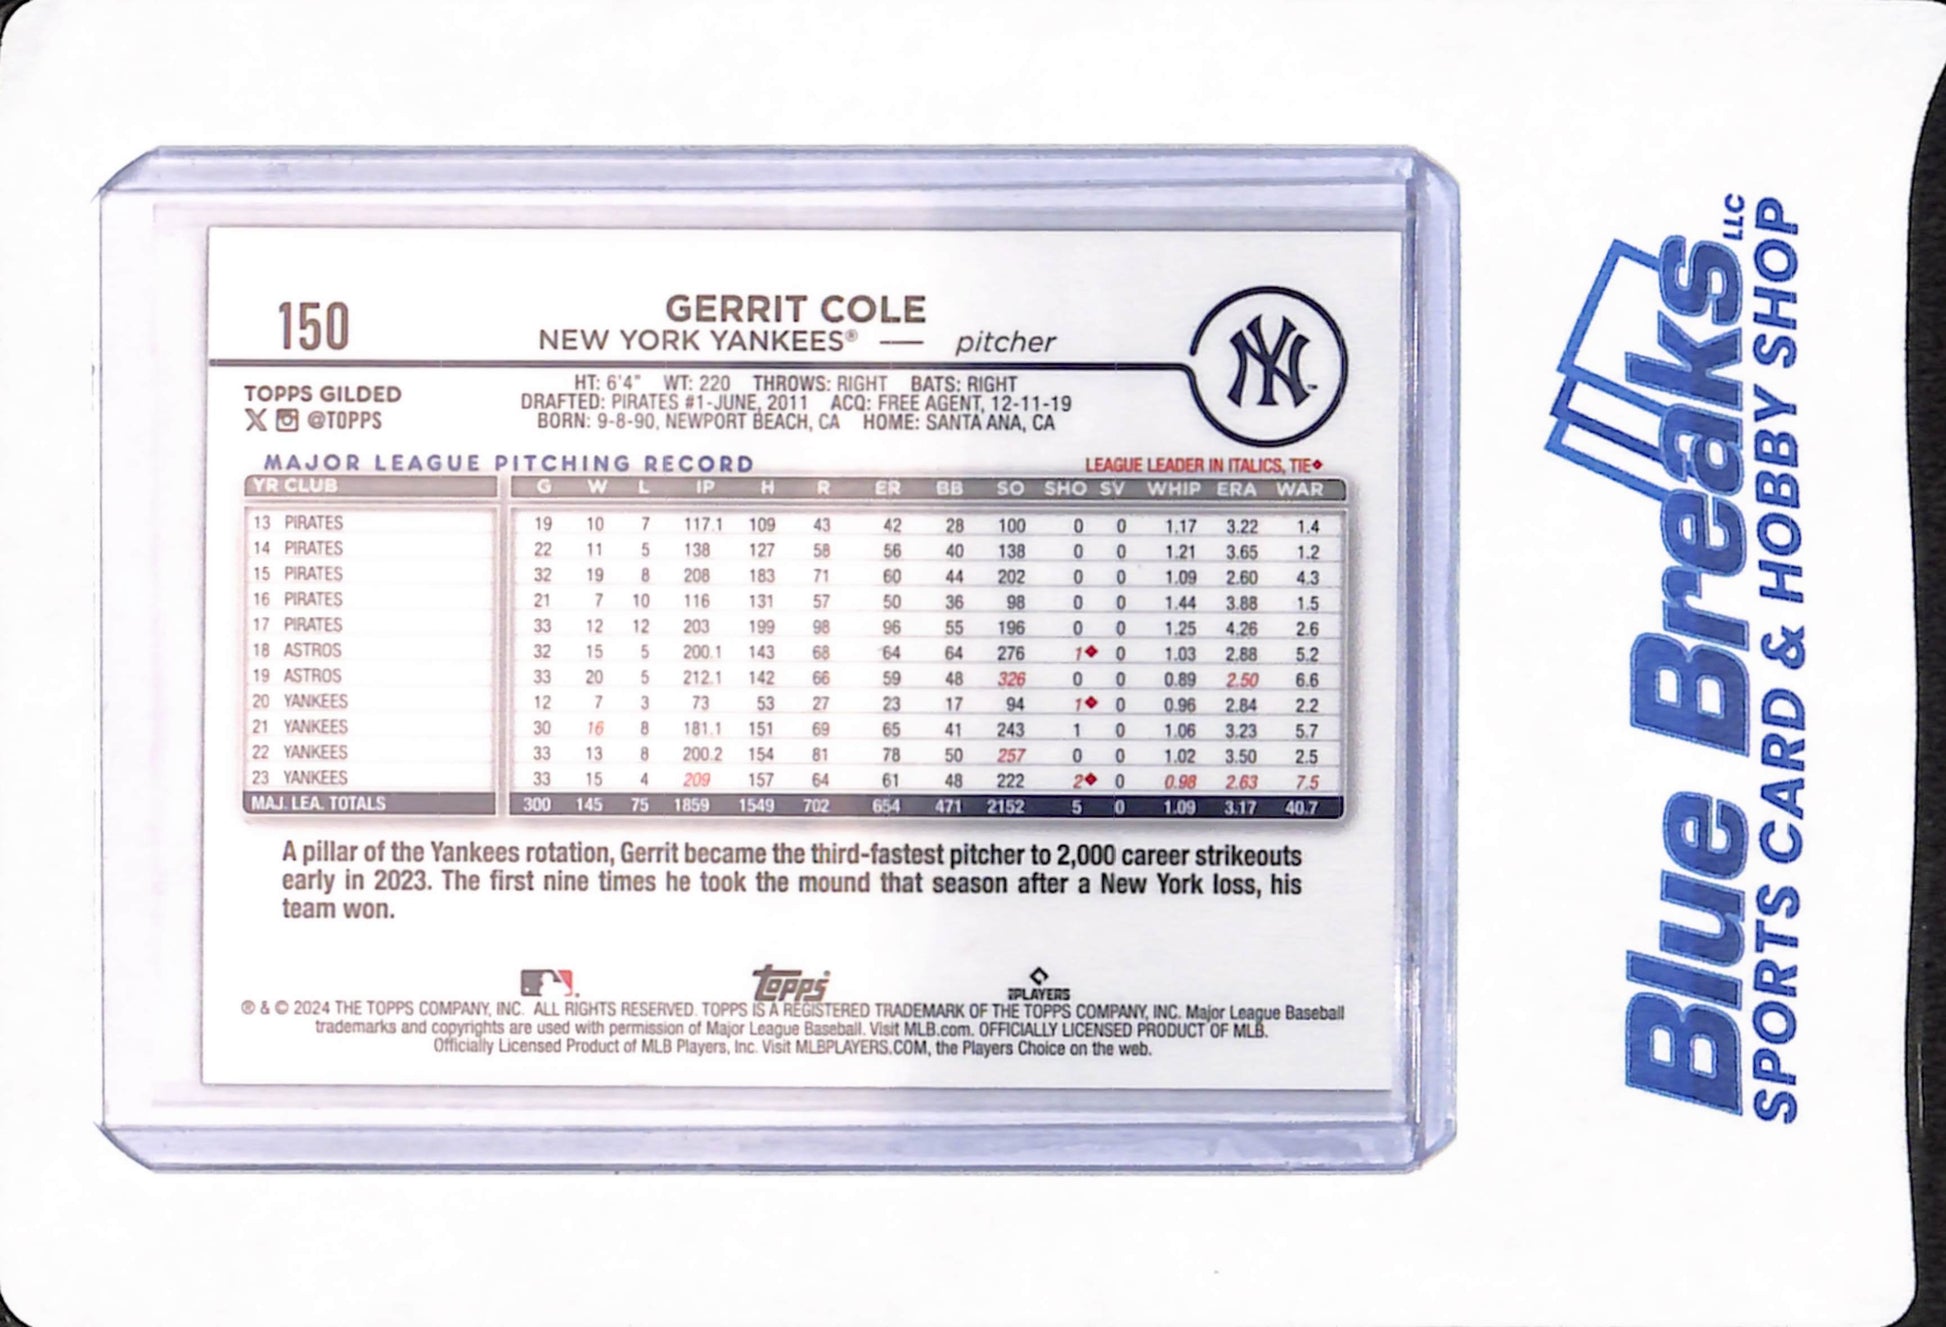 150
GERRIT COLE
NEW YORK YANKEES® — pitcher
TOPPS GILDED
X @TOPPS
HT: 6'4" WT: 220 THROWS: RIGHT BATS: RIGHT
DRAFTED: PIRATES #1-JUNE, 2011 ACQ: FREE AGENT, 12-11-19
BORN: 9-8-90, NEWPORT BEACH, CA HOME: SANTA ANA, CA
MAJOR LEAGUE PITCHING RECORD LEAGUE LEADER IN ITALICS, TIE◆
YR CLUB G W L IP H R ER BB SO SHO SV WHIP ERA WAR
13 PIRATES 19 10 7 117.1 109 43 42 28 100 0 0 1.17 3.22 1.4
14 PIRATES 22 11 5 138 127 58 56 40 138 0 0 1.21 3.65 1.2
15 PIRATES 32 19 8 208 183 71 60 44 202 0 0 1.09 2.60 4.3
16 PIRATES 21 7 10 116 131 57 50 36 98 0 0 1.44 3.88 1.5
17 PIRATES 33 12 12 203 199 98 96 55 196 0 0 1.25 4.26 2.6
18 ASTROS 32 15 5 200.1 143 68 64 64 276 1◆ 0 1.03 2.88 5.2
19 ASTROS 33 20 5 212.1 142 66 59 48 326 0 0 0.89 2.50 6.6
20 YANKEES 12 7 3 73 53 27 23 17 94 1◆ 0 0.96 2.84 2.2
21 YANKEES 30 16 8 181.1 151 69 65 41 243 1 0 1.06 3.23 5.7
22 YANKEES 33 13 8 200.2 154 81 78 50 257 0 0 1.02 3.50 2.5
23 YANKEES 33 15 4 209 157 64 61 48 222 2◆ 0 0.98 2.63 7.5
MAJ. LEA. TOTALS 300 145 75 1859 1549 702 654 471 2152 5 0 1.09 3.17 40.7
A pillar of the Yankees rotation, Gerrit became the third-fastest pitcher to 2,000 career strikeouts
early in 2023. The first nine times he took the mound that season after a New York loss, his
team won.
topps
PLAYERS
® & © 2024 THE TOPPS COMPANY, INC. ALL RIGHTS RESERVED. TOPPS IS A REGISTERED TRADEMARK OF THE TOPPS COMPANY, INC. Major League Baseball
trademarks and copyrights are used with permission of Major League Baseball. Visit MLB.com. OFFICIALLY LICENSED PRODUCT OF MLB.
Officially Licensed Product of MLB Players, Inc. Visit MLBPLAYERS.COM, the Players Choice on the web.
Blue Breaks LLC
SPORTS CARD & HOBBY SHOP